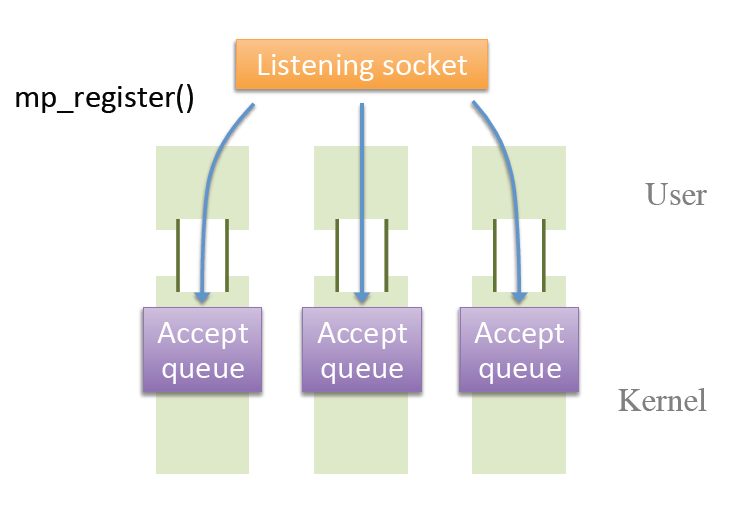 Listening socket
mp_register()
User
Accept
queue
Accept
queue
Accept
queue
Kernel